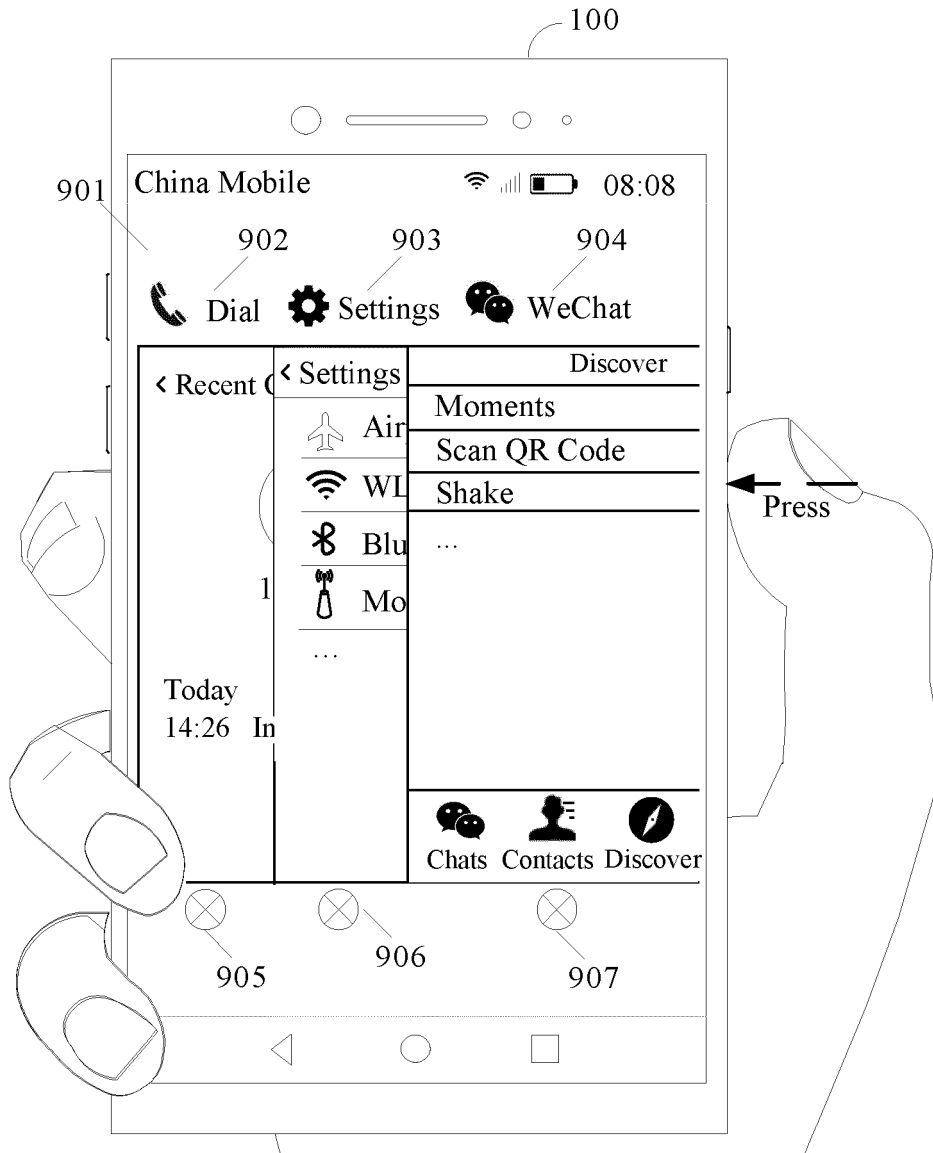 100
China Mobile 08:08
901
902 903 904
Dial Settings WeChat
< Recent C
< Settings
Discover
Air
WL
Blu
Mo
...
1
Today
14:26 In
Moments
Scan QR Code
Shake
...
Press
Chats Contacts Discover
905 906 907